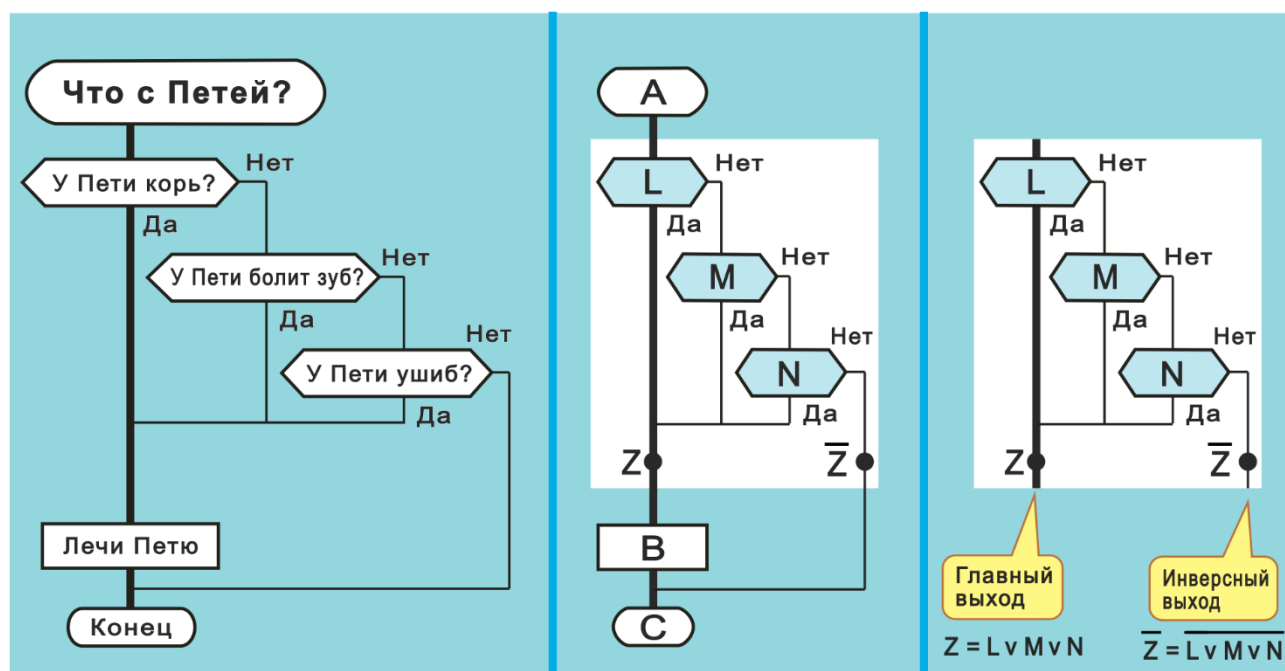 Что с Петей?
У Пети корь?
Нет
Да
У Пети болит зуб?
Нет
Да
У Пети ушиб?
Нет
Да
Лечи Петю
Конец
A
L
Нет
Да
M
Нет
Да
N
Нет
Да
Z
Z̅
B
C
L
Нет
Да
M
Нет
Да
N
Нет
Да
Z
Z̅
Главный
выход
Инверсный
выход
Z = L v M v N
Z̅ = L̅ ̅v̅ ̅M̅ ̅v̅ ̅N̅